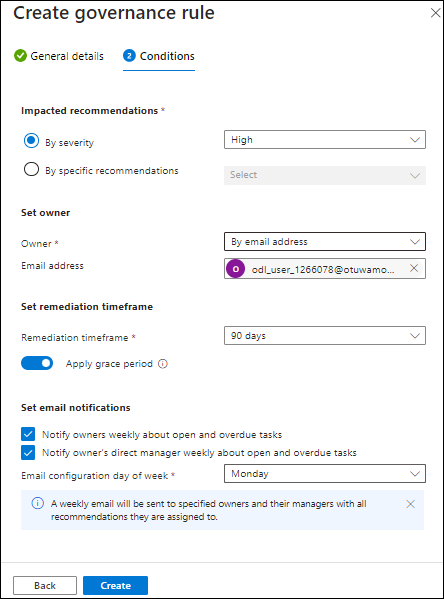 Create governance rule
General details
2 Conditions
Impacted recommendations *
By severity
High
By specific recommendations
Select
Set owner
Owner *
By email address
Email address
O odl_user_1266078@otuwamo...
Set remediation timeframe
Remediation timeframe *
90 days
Apply grace period
Set email notifications
Notify owners weekly about open and overdue tasks
Notify owner's direct manager weekly about open and overdue tasks
Email configuration day of week *
Monday
A weekly email will be sent to specified owners and their managers with all
recommendations they are assigned to.
Back
Create